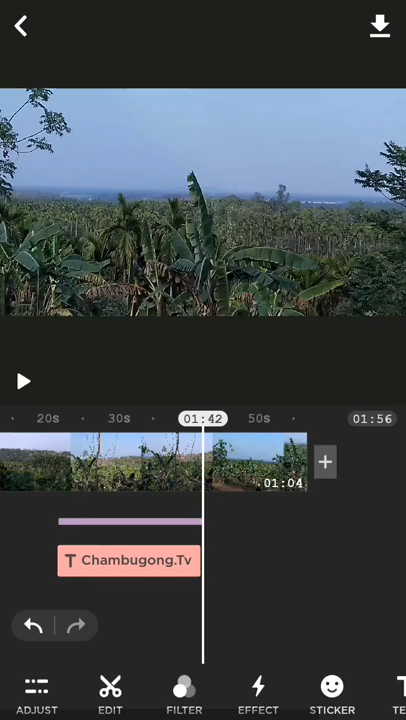 20s 30s 01:42 50s 01:56
01:04
T Chambugong.Tv
ADJUST EDIT FILTER EFFECT STICKER